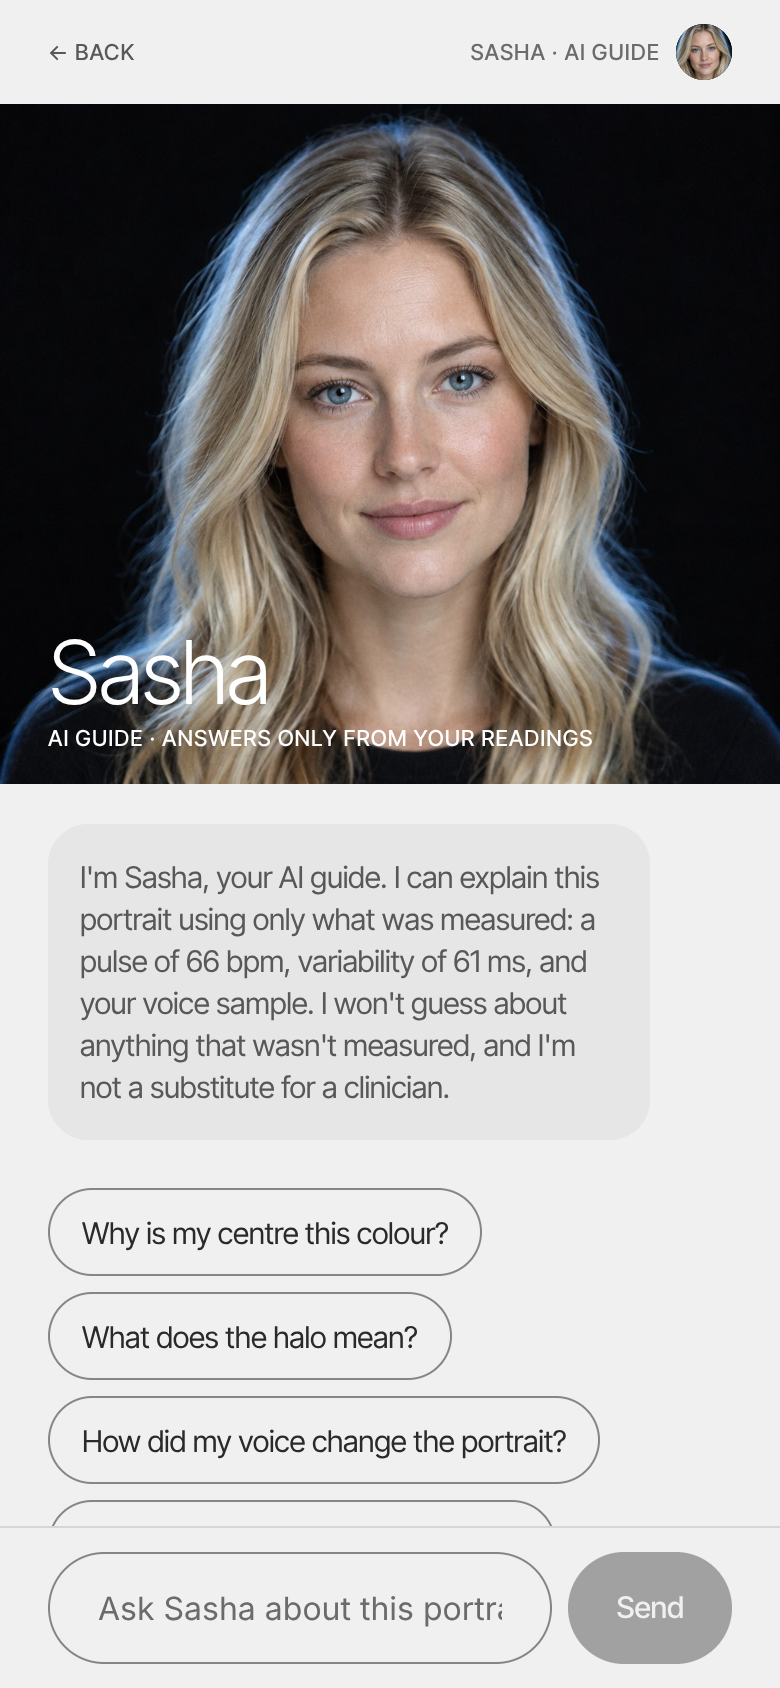 ← BACK
SASHA · AI GUIDE
Sasha
AI GUIDE · ANSWERS ONLY FROM YOUR READINGS
I'm Sasha, your AI guide. I can explain this
portrait using only what was measured: a
pulse of 66 bpm, variability of 61 ms, and
your voice sample. I won't guess about
anything that wasn't measured, and I'm
not a substitute for a clinician.
Why is my centre this colour?
What does the halo mean?
How did my voice change the portrait?
Ask Sasha about this
Send